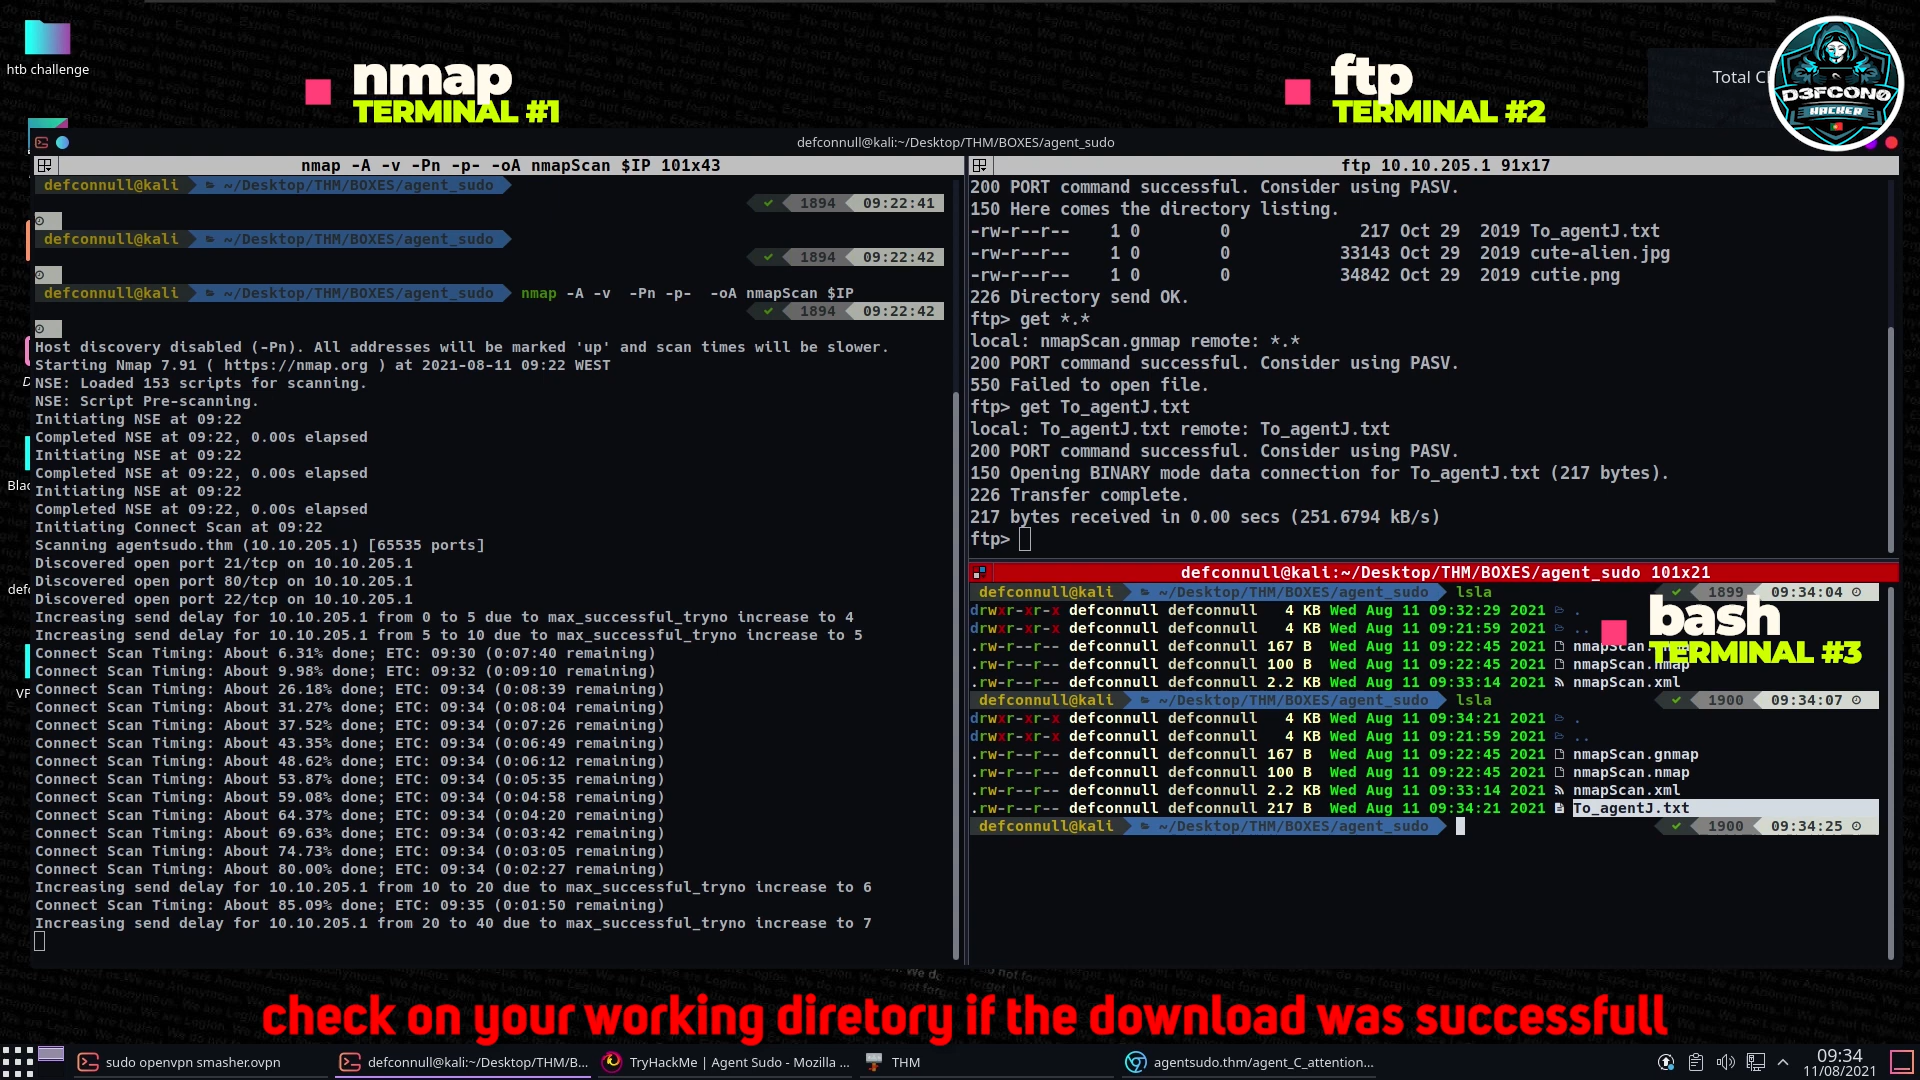 htb challenge
nmap
TERMINAL #1
ftp
TERMINAL #2
Total C
D3FCON0
HACKER
defconnull@kali:~/Desktop/THM/BOXES/agent_sudo
nmap -A -v -Pn -p- -oA nmapScan $IP 101x43
defconnull@kali ~/Desktop/THM/BOXES/agent_sudo
1894 09:22:41
defconnull@kali ~/Desktop/THM/BOXES/agent_sudo
1894 09:22:42
defconnull@kali ~/Desktop/THM/BOXES/agent_sudo nmap -A -v  -Pn -p-  -oA nmapScan $IP
1894 09:22:42
Host discovery disabled (-Pn). All addresses will be marked 'up' and scan times will be slower.
Starting Nmap 7.91 ( https://nmap.org ) at 2021-08-11 09:22 WEST
NSE: Loaded 153 scripts for scanning.
NSE: Script Pre-scanning.
Initiating NSE at 09:22
Completed NSE at 09:22, 0.00s elapsed
Initiating NSE at 09:22
Completed NSE at 09:22, 0.00s elapsed
Initiating NSE at 09:22
Completed NSE at 09:22, 0.00s elapsed
Initiating Connect Scan at 09:22
Scanning agentsudo.thm (10.10.205.1) [65535 ports]
Discovered open port 21/tcp on 10.10.205.1
Discovered open port 80/tcp on 10.10.205.1
Discovered open port 22/tcp on 10.10.205.1
Increasing send delay for 10.10.205.1 from 0 to 5 due to max_successful_tryno increase to 4
Increasing send delay for 10.10.205.1 from 5 to 10 due to max_successful_tryno increase to 5
Connect Scan Timing: About 6.31% done; ETC: 09:30 (0:07:40 remaining)
Connect Scan Timing: About 9.98% done; ETC: 09:32 (0:09:10 remaining)
Connect Scan Timing: About 26.18% done; ETC: 09:34 (0:08:39 remaining)
Connect Scan Timing: About 31.27% done; ETC: 09:34 (0:08:04 remaining)
Connect Scan Timing: About 37.52% done; ETC: 09:34 (0:07:26 remaining)
Connect Scan Timing: About 43.35% done; ETC: 09:34 (0:06:49 remaining)
Connect Scan Timing: About 48.62% done; ETC: 09:34 (0:06:12 remaining)
Connect Scan Timing: About 53.87% done; ETC: 09:34 (0:05:35 remaining)
Connect Scan Timing: About 59.08% done; ETC: 09:34 (0:04:58 remaining)
Connect Scan Timing: About 64.37% done; ETC: 09:34 (0:04:20 remaining)
Connect Scan Timing: About 69.63% done; ETC: 09:34 (0:03:42 remaining)
Connect Scan Timing: About 74.73% done; ETC: 09:34 (0:03:05 remaining)
Connect Scan Timing: About 80.00% done; ETC: 09:34 (0:02:27 remaining)
Increasing send delay for 10.10.205.1 from 10 to 20 due to max_successful_tryno increase to 6
Connect Scan Timing: About 85.09% done; ETC: 09:35 (0:01:50 remaining)
Increasing send delay for 10.10.205.1 from 20 to 40 due to max_successful_tryno increase to 7
ftp 10.10.205.1 91x17
200 PORT command successful. Consider using PASV.
150 Here comes the directory listing.
-rw-r--r--    1 0        0             217 Oct 29  2019 To_agentJ.txt
-rw-r--r--    1 0        0           33143 Oct 29  2019 cute-alien.jpg
-rw-r--r--    1 0        0           34842 Oct 29  2019 cutie.png
226 Directory send OK.
ftp> get *.*
local: nmapScan.gnmap remote: *.*
200 PORT command successful. Consider using PASV.
550 Failed to open file.
ftp> get To_agentJ.txt
local: To_agentJ.txt remote: To_agentJ.txt
200 PORT command successful. Consider using PASV.
150 Opening BINARY mode data connection for To_agentJ.txt (217 bytes).
226 Transfer complete.
217 bytes received in 0.00 secs (251.6794 kB/s)
ftp>
defconnull@kali:~/Desktop/THM/BOXES/agent_sudo 101x21
defconnull@kali ~/Desktop/THM/BOXES/agent_sudo lsla 1899 09:34:04
drwxr-xr-x defconnull defconnull   4 KB Wed Aug 11 09:32:29 2021 .
drwxr-xr-x defconnull defconnull   4 KB Wed Aug 11 09:21:59 2021 ..
.rw-r--r-- defconnull defconnull 167 B  Wed Aug 11 09:22:45 2021 nmapScan.gnmap
.rw-r--r-- defconnull defconnull 100 B  Wed Aug 11 09:22:45 2021 nmapScan.nmap
.rw-r--r-- defconnull defconnull 2.2 KB Wed Aug 11 09:33:14 2021 nmapScan.xml
bash
TERMINAL #3
defconnull@kali ~/Desktop/THM/BOXES/agent_sudo lsla 1900 09:34:07
drwxr-xr-x defconnull defconnull   4 KB Wed Aug 11 09:34:21 2021 .
drwxr-xr-x defconnull defconnull   4 KB Wed Aug 11 09:21:59 2021 ..
.rw-r--r-- defconnull defconnull 167 B  Wed Aug 11 09:22:45 2021 nmapScan.gnmap
.rw-r--r-- defconnull defconnull 100 B  Wed Aug 11 09:22:45 2021 nmapScan.nmap
.rw-r--r-- defconnull defconnull 2.2 KB Wed Aug 11 09:33:14 2021 nmapScan.xml
.rw-r--r-- defconnull defconnull 217 B  Wed Aug 11 09:34:21 2021 To_agentJ.txt
defconnull@kali ~/Desktop/THM/BOXES/agent_sudo 1900 09:34:25
Blac
defc
VP
check on your working diretory if the download was successfull
sudo openvpn smasher.ovpn
defconnull@kali:~/Desktop/THM/B...
TryHackMe | Agent Sudo - Mozilla ...
THM
agentsudo.thm/agent_C_attention...
09:34
11/08/2021